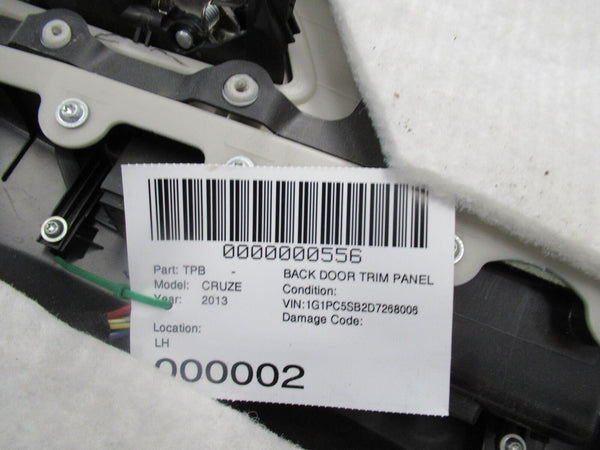 0000000556
Part: TPB - BACK DOOR TRIM PANEL
Model: CRUZE Condition:
Year: 2013 VIN:1G1PC5SB2D7268006
Damage Code:
Location:
LH
000002